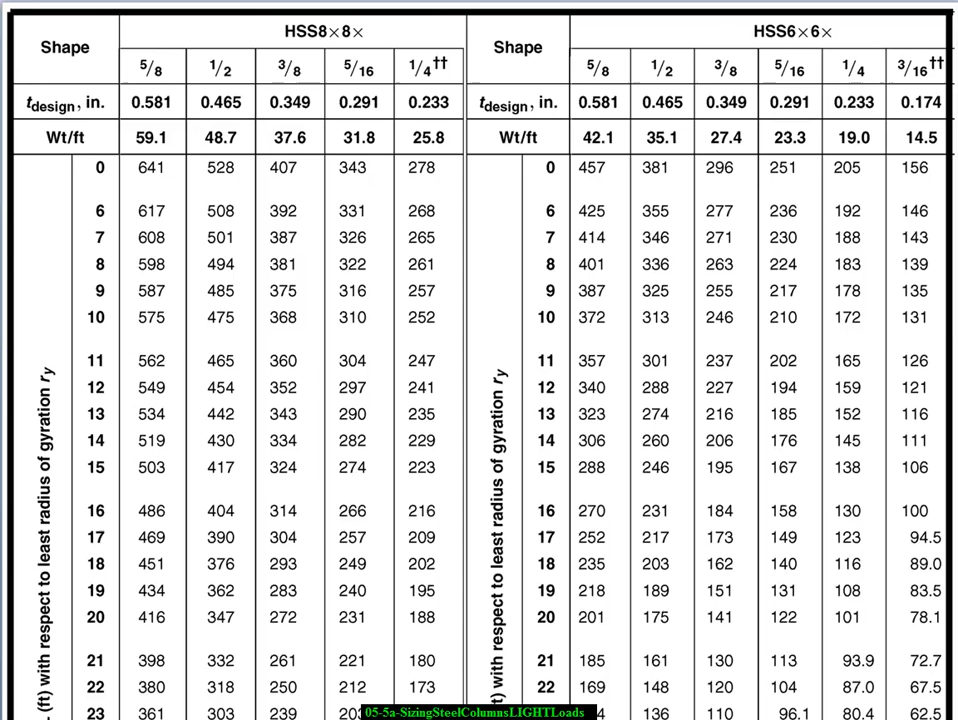 Shape HSS8×8× Shape HSS6×6×
5/8 1/2 3/8 5/16 1/4†† 5/8 1/2 3/8 5/16 1/4 3/16††
tdesign, in. 0.581 0.465 0.349 0.291 0.233 tdesign, in. 0.581 0.465 0.349 0.291 0.233 0.174
Wt/ft 59.1 48.7 37.6 31.8 25.8 Wt/ft 42.1 35.1 27.4 23.3 19.0 14.5
0 641 528 407 343 278 0 457 381 296 251 205 156
6 617 508 392 331 268 6 425 355 277 236 192 146
7 608 501 387 326 265 7 414 346 271 230 188 143
8 598 494 381 322 261 8 401 336 263 224 183 139
9 587 485 375 316 257 9 387 325 255 217 178 135
10 575 475 368 310 252 10 372 313 246 210 172 131
11 562 465 360 304 247 11 357 301 237 202 165 126
12 549 454 352 297 241 12 340 288 227 194 159 121
13 534 442 343 290 235 13 323 274 216 185 152 116
14 519 430 334 282 229 14 306 260 206 176 145 111
15 503 417 324 274 223 15 288 246 195 167 138 106
16 486 404 314 266 216 16 270 231 184 158 130 100
17 469 390 304 257 209 17 252 217 173 149 123 94.5
18 451 376 293 249 202 18 235 203 162 140 116 89.0
19 434 362 283 240 195 19 218 189 151 131 108 83.5
20 416 347 272 231 188 20 201 175 141 122 101 78.1
21 398 332 261 221 180 21 185 161 130 113 93.9 72.7
22 380 318 250 212 173 22 169 148 120 104 87.0 67.5
23 361 303 239 136 110 96.1 80.4 62.5
(ft) with respect to least radius of gyration ry
t) with respect to least radius of gyration ry
05-5a-SizingSteelColumnsLIGHTLoads